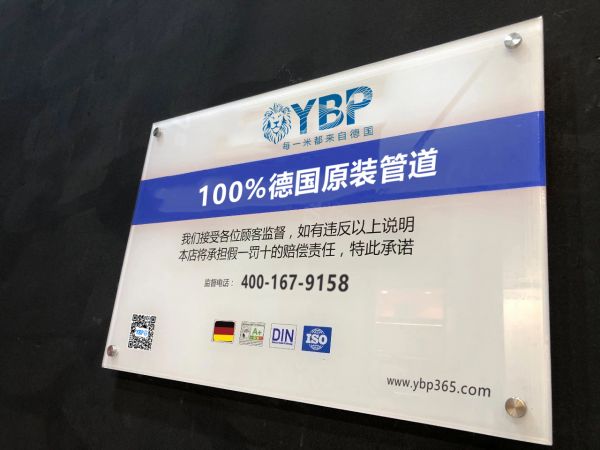 YBP
每一米都来自德国
100%德国原装管道
我们接受各位顾客监督，如有违反以上说明
本店将承担假一罚十的赔偿责任，特此承诺
监督电话： 400-167-9158
A+
DIN
ISO
www.ybp365.com